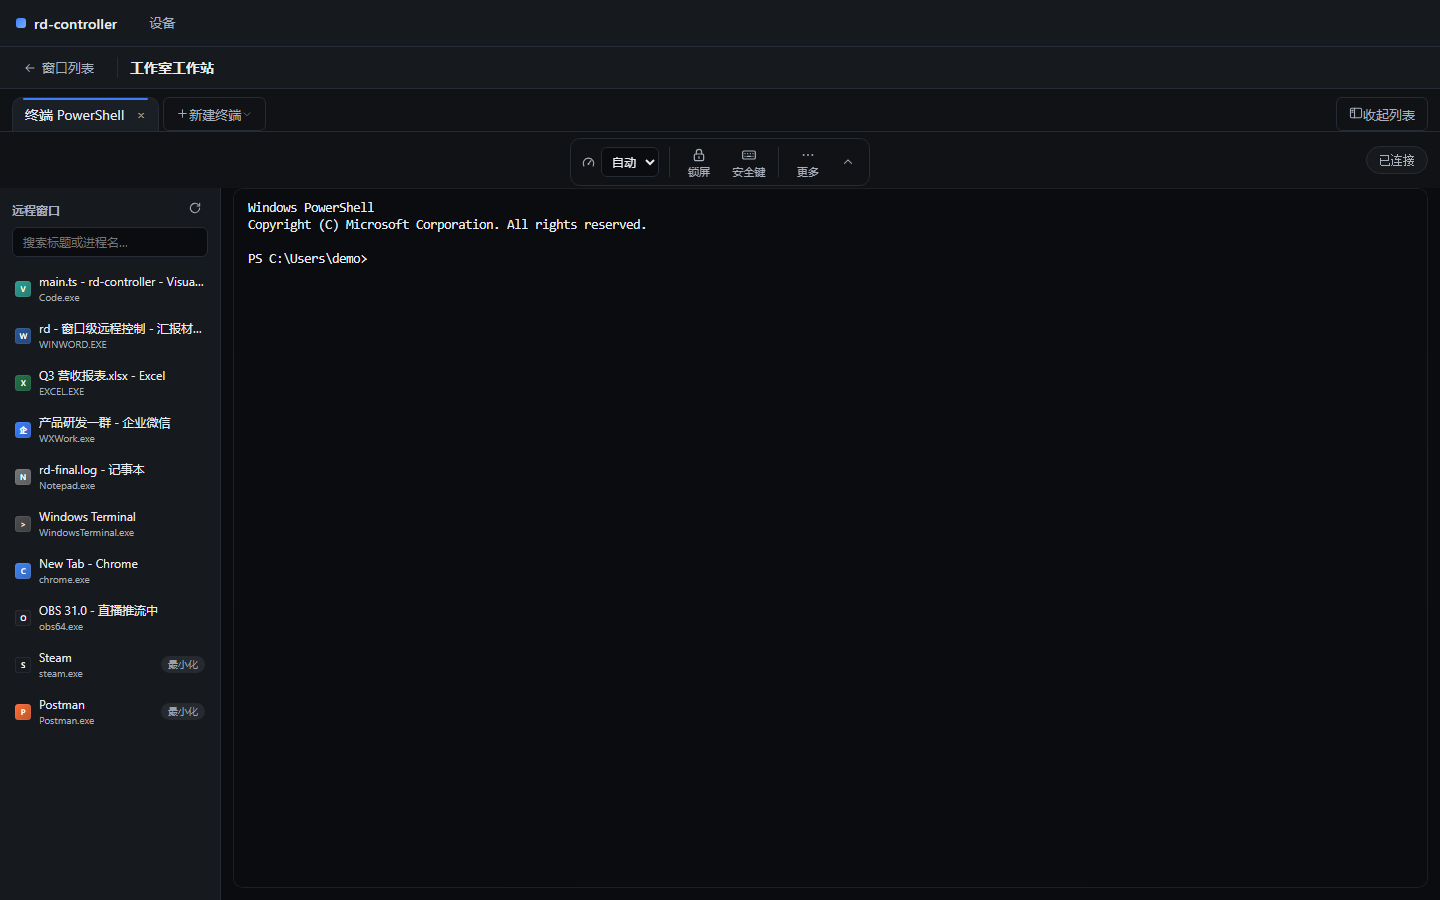 rd-controller 设备
← 窗口列表 工作室工作站
终端 PowerShell × +新建终端 收起列表
自动 锁屏 安全键 ··· 更多 已连接
远程窗口
搜索标题或进程名...
V main.ts - rd-controller - Visua...
Code.exe
W rd - 窗口级远程控制 - 汇报材...
WINWORD.EXE
X Q3 营收报表.xlsx - Excel
EXCEL.EXE
企 产品研发一群 - 企业微信
WXWork.exe
N rd-final.log - 记事本
Notepad.exe
> Windows Terminal
WindowsTerminal.exe
C New Tab - Chrome
chrome.exe
O OBS 31.0 - 直播推流中
obs64.exe
S Steam 最小化
steam.exe
P Postman 最小化
Postman.exe
Windows PowerShell
Copyright (C) Microsoft Corporation. All rights reserved.
PS C:\Users\demo>